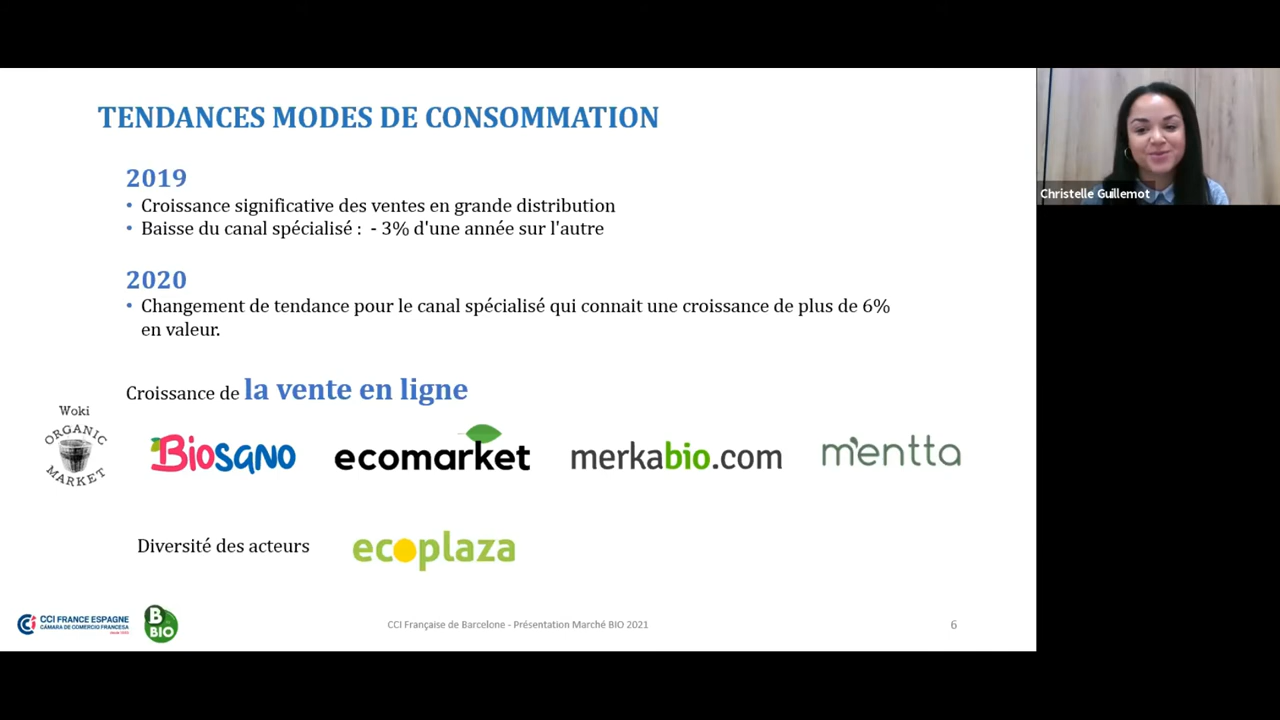 TENDANCES MODES DE CONSOMMATION
Christelle Guillemot
2019
• Croissance significative des ventes en grande distribution
• Baisse du canal spécialisé :  - 3% d'une année sur l'autre
2020
• Changement de tendance pour le canal spécialisé qui connait une croissance de plus de 6%
en valeur.
Croissance de la vente en ligne
Woki
ORGANIC
MARKET
Biosano
ecomarket
merkabio.com
m'entta
Diversité des acteurs
ecoplaza
CCI FRANCE ESPAGNE
CÁMARA DE COMERCIO FRANCESA
B
BIO
CCI Française de Barcelone - Présentation Marché BIO 2021
6